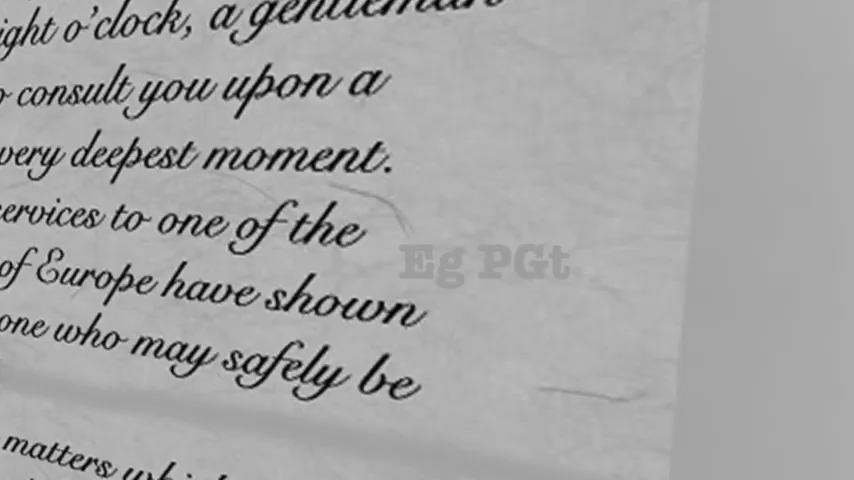 ight o'clock, a gentleman
consult you upon a
very deepest moment.
ervices to one of the
of Europe have shown
Eg PGt
one who may safely be
matters